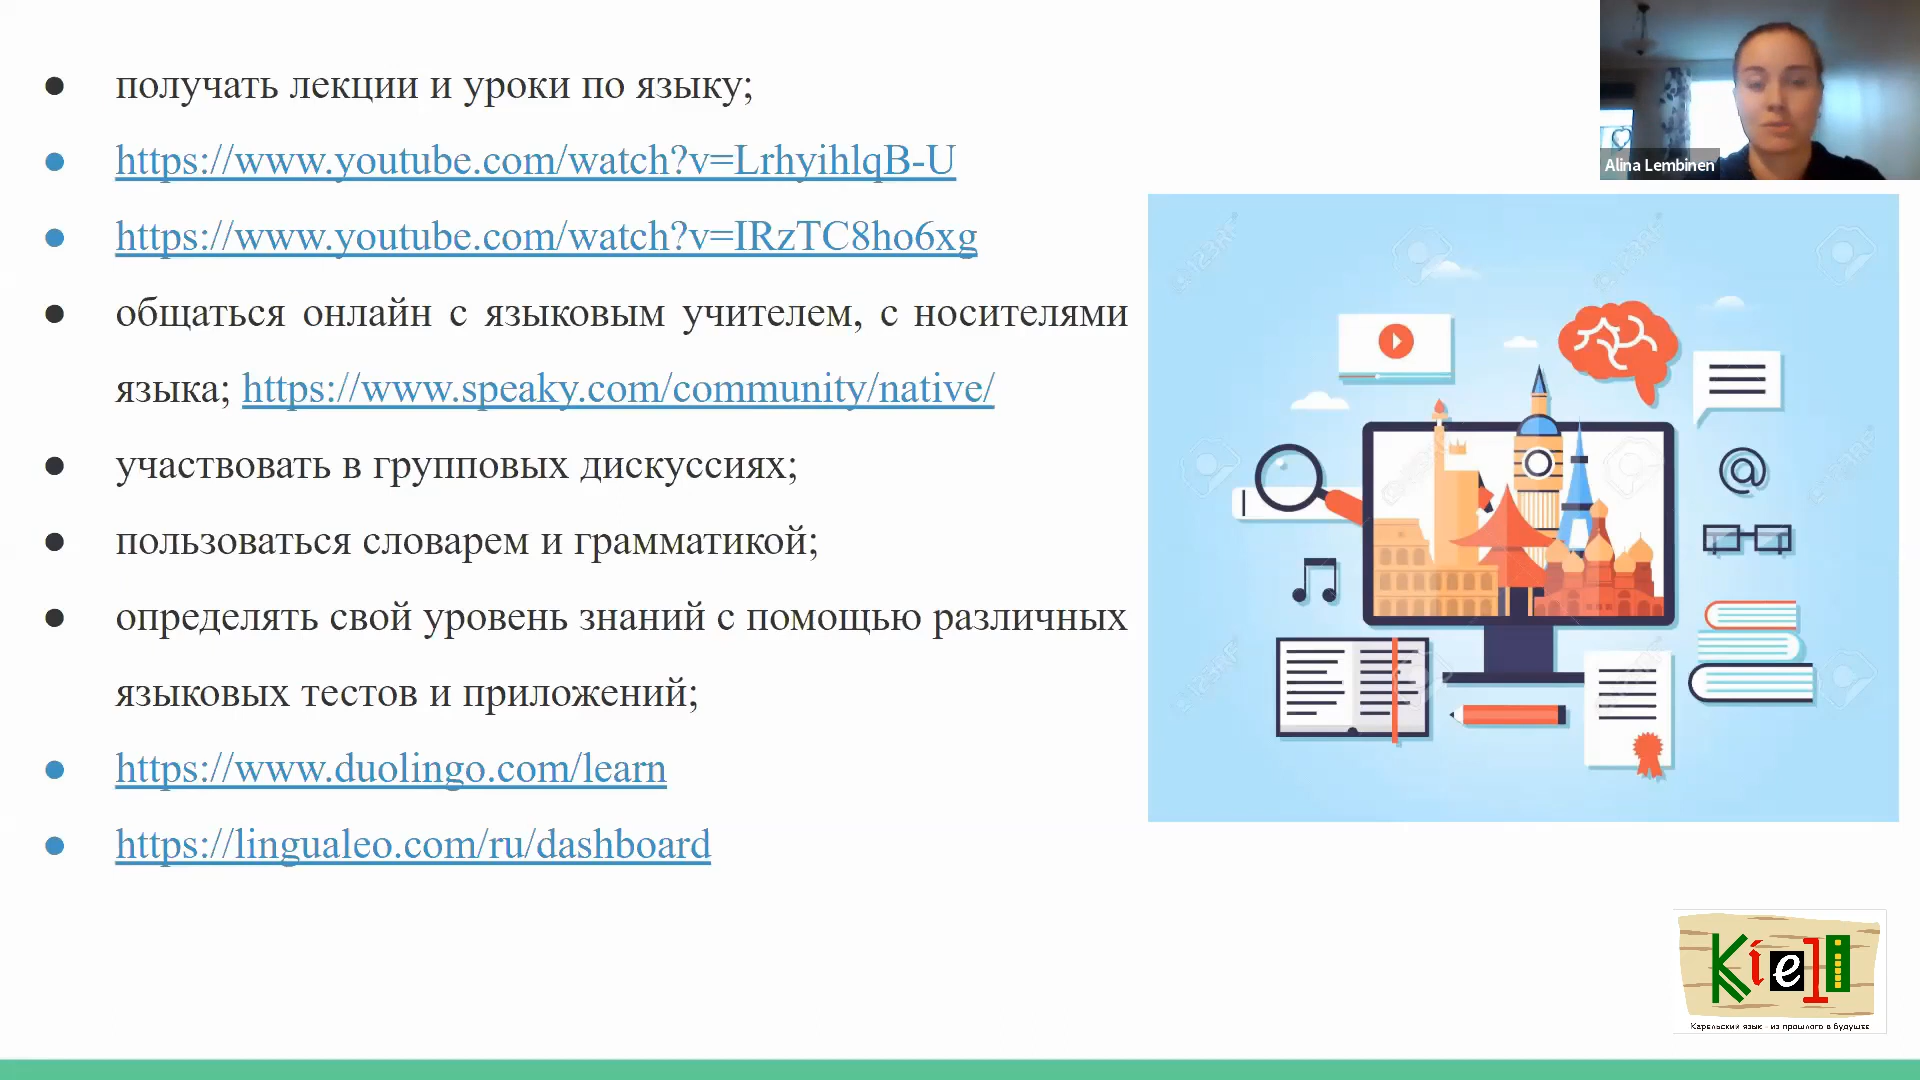 ● получать лекции и уроки по языку;
● https://www.youtube.com/watch?v=LrhyihlqB-U
● https://www.youtube.com/watch?v=IRzTC8ho6xg
● общаться онлайн с языковым учителем, с носителями
языка; https://www.speaky.com/community/native/
● участвовать в групповых дискуссиях;
● пользоваться словарем и грамматикой;
● определять свой уровень знаний с помощью различных
языковых тестов и приложений;
● https://www.duolingo.com/learn
● https://lingualeo.com/ru/dashboard
Alina Lembinen
@
Kieli
Карельский язык - из прошлого в будущее